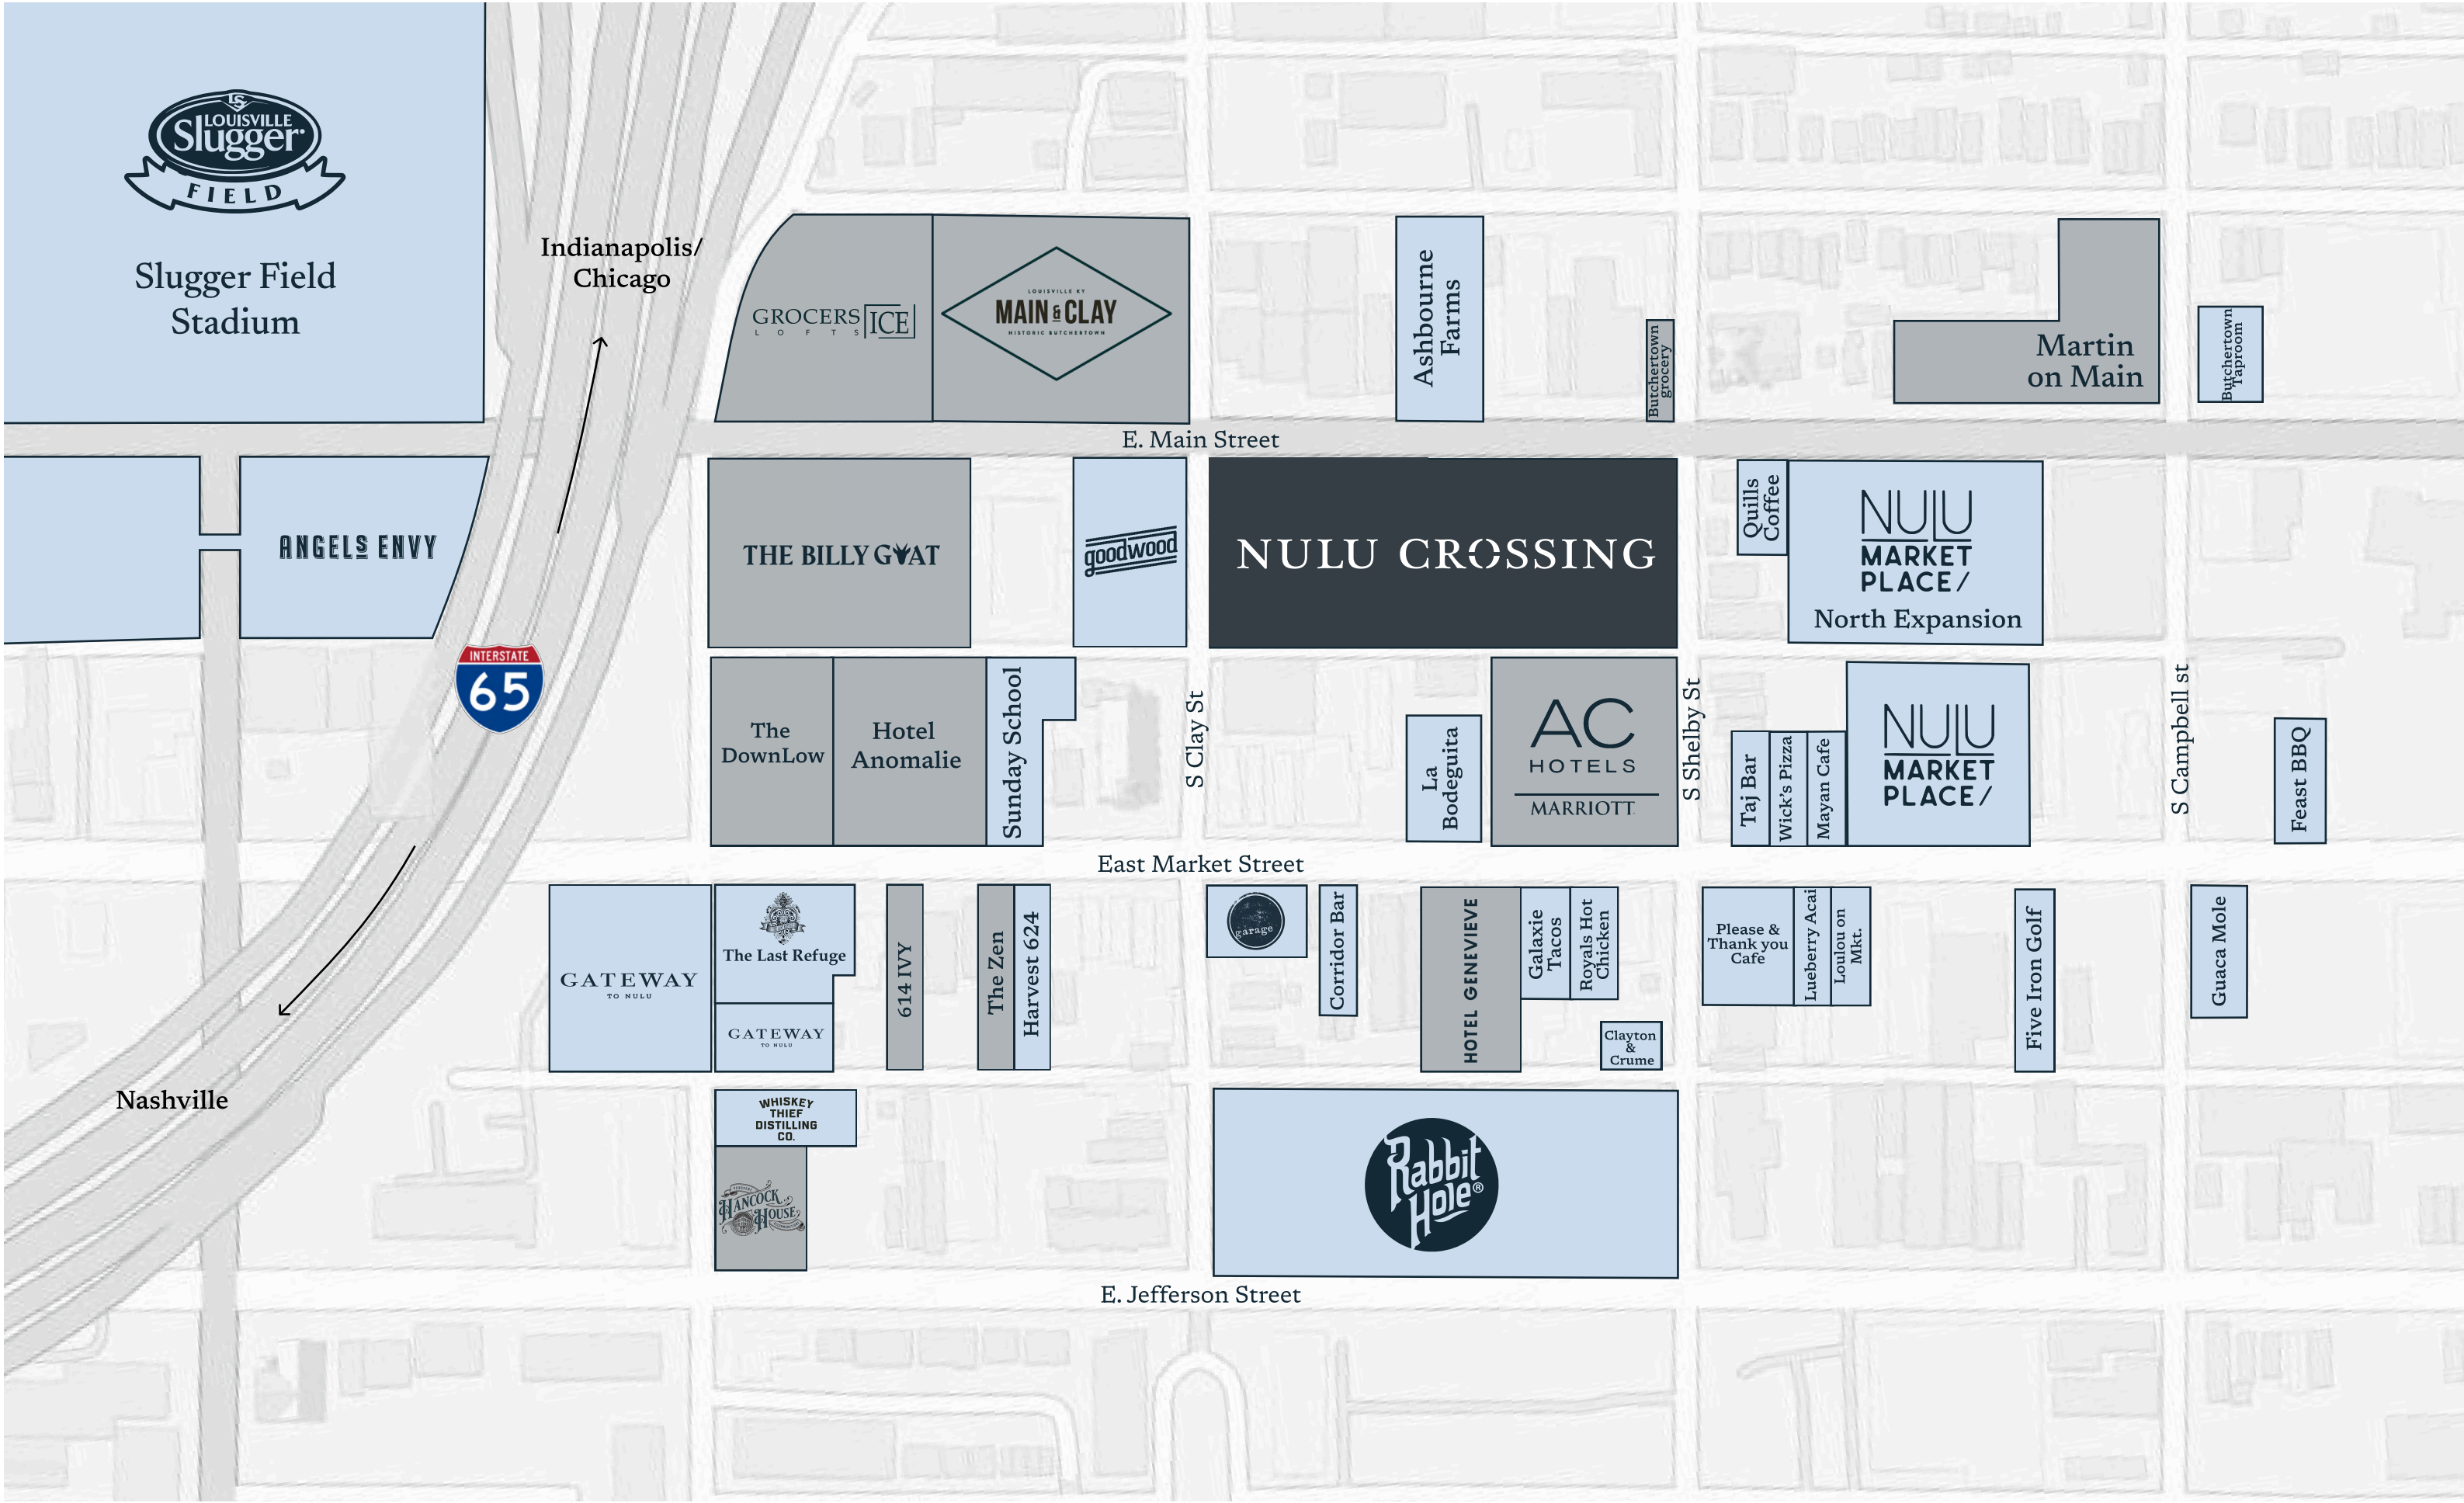 LS
LOUISVILLE
Slugger
FIELD
Slugger Field
Stadium
Indianapolis/
Chicago
GROCERS ICE
LOFTS
LOUISVILLE KY
MAIN & CLAY
HISTORIC BUTCHERTOWN
Ashbourne
Farms
Butchertown
grocery
Martin
on Main
Butchertown
Taproom
E. Main Street
ANGELS ENVY
THE BILLY GOAT
goodwood
NULU CROSSING
Quills
Coffee
NULU
MARKET
PLACE/
North Expansion
INTERSTATE
65
The
DownLow
Hotel
Anomalie
Sunday School
S Clay St
La
Bodeguita
AC
HOTELS
MARRIOTT
S Shelby St
Taj Bar
Wick's Pizza
Mayan Cafe
NULU
MARKET
PLACE/
S Campbell st
Feast BBQ
East Market Street
GATEWAY
TO NULU
The Last Refuge
GATEWAY
TO NULU
614 IVY
The Zen
Harvest 624
garage
Corridor Bar
HOTEL GENEVIEVE
Galaxie
Tacos
Royals Hot
Chicken
Clayton
&
Crume
Please &
Thank you
Cafe
Lueberry Acai
Loulou on
Mkt.
Five Iron Golf
Guaca Mole
Nashville
WHISKEY
THIEF
DISTILLING
CO.
HANCOCK
HOUSE
Rabbit
Hole®
E. Jefferson Street